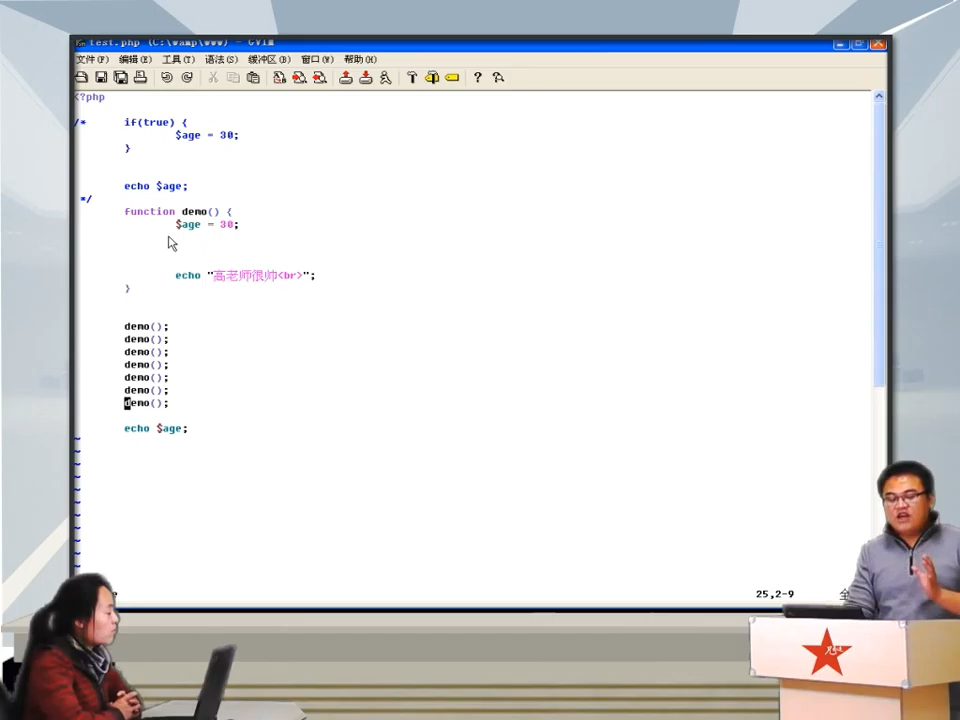 test.php (C:\wamp\www) - GVIM
文件(F) 编辑(E) 工具(T) 语法(S) 缓冲区(B) 窗口(W) 帮助(H)
<?php
/* if(true) {
$age = 30;
}
echo $age;
*/
function demo() {
$age = 30;
echo "高老师很帅<br>";
}
demo();
demo();
demo();
demo();
demo();
demo();
demo();
echo $age;
~
~
~
~
~
~
~
~
~
~
~
25,2-9 全